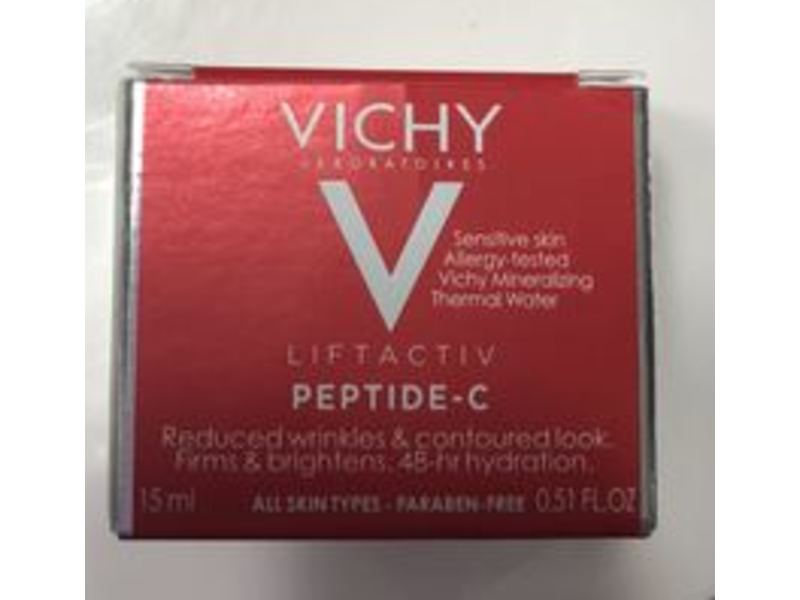 VICHY
LABORATOIRES
Sensitive skin
Allergy-tested
Vichy Mineralizing
Thermal Water
V
LIFTACTIV
PEPTIDE-C
Reduced wrinkles & contoured look.
Firms & brightens. 48-hr hydration.
15 ml ALL SKIN TYPES - PARABEN-FREE 0.51 FL.OZ